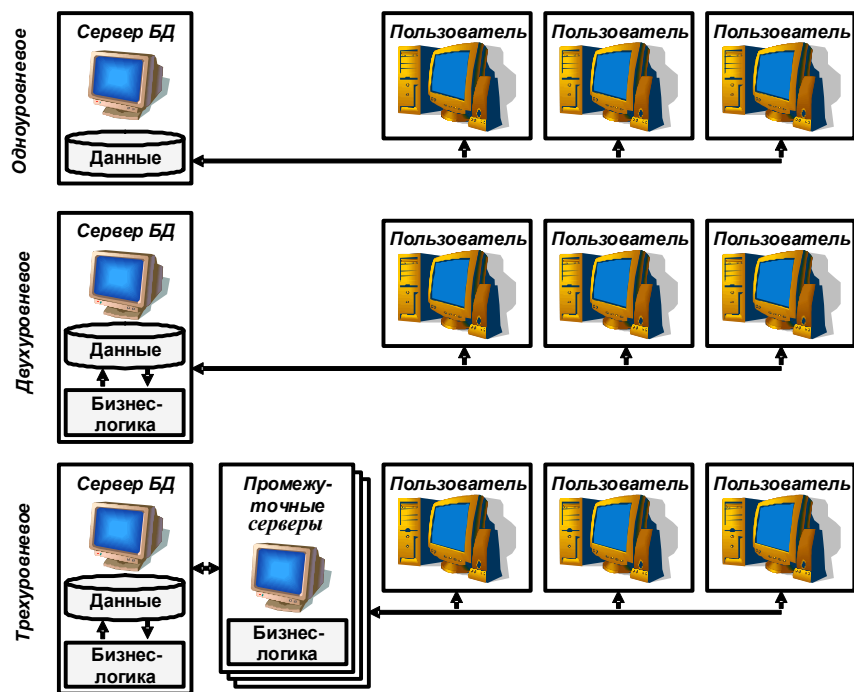 Одноуровневое
Сервер БД
Данные
Пользователь
Пользователь
Пользователь
Двухуровневое
Сервер БД
Данные
Бизнес-
логика
Пользователь
Пользователь
Пользователь
Трехуровневое
Сервер БД
Данные
Бизнес-
логика
Промежу-
точные
серверы
Бизнес-
логика
Пользователь
Пользователь
Пользователь